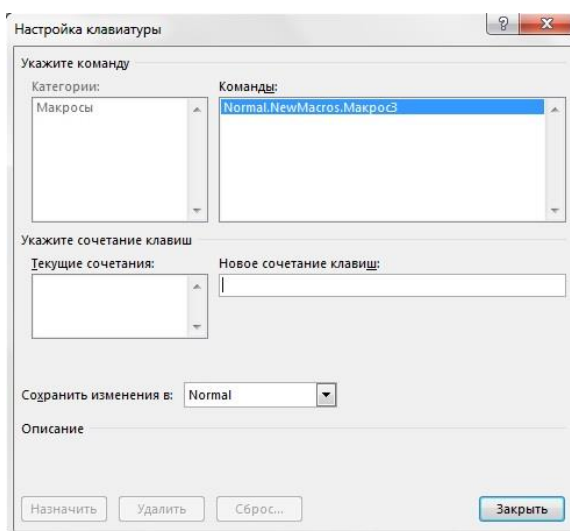 Настройка клавиатуры
Укажите команду
Категории: Команды:
Макросы Normal.NewMacros.Макрос3
Укажите сочетание клавиш
Текущие сочетания: Новое сочетание клавиш:
Сохранить изменения в: Normal
Описание
Назначить Удалить Сброс... Закрыть